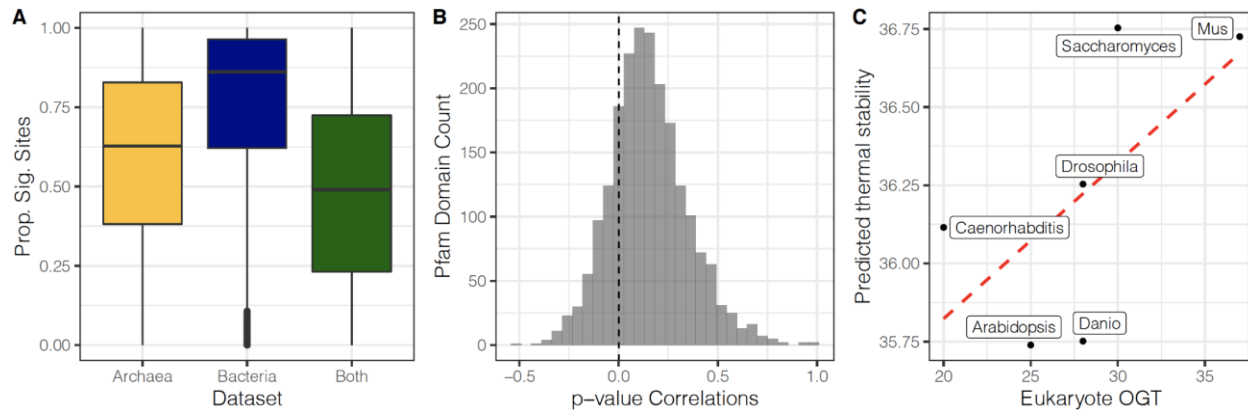 A
Prop. Sig. Sites
1.00
0.75
0.50
0.25
0.00
Archaea Bacteria Both
Dataset
B
Pfam Domain Count
250
200
150
100
50
0
−0.5 0.0 0.5 1.0
p-value Correlations
C
Predicted thermal stability
36.75
36.50
36.25
36.00
35.75
Mus
Saccharomyces
Drosophila
Caenorhabditis
Arabidopsis Danio
20 25 30 35
Eukaryote OGT